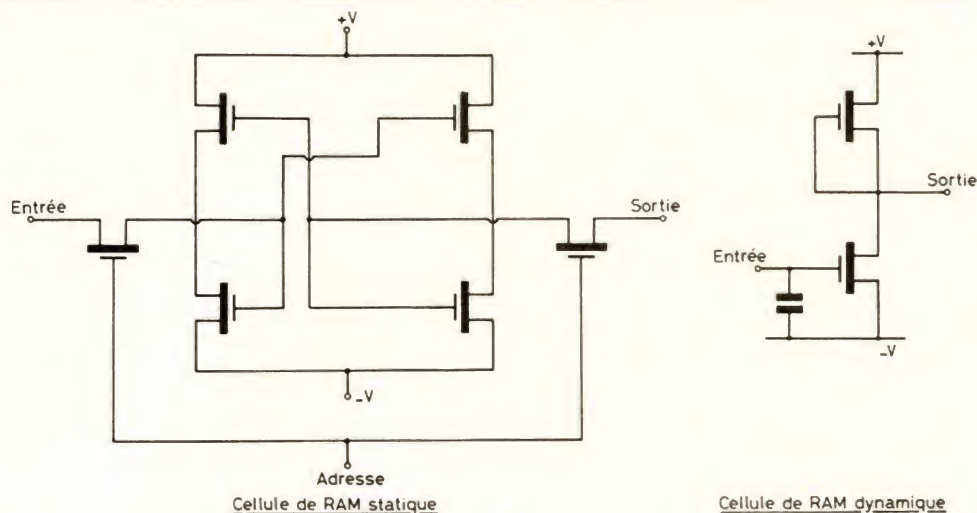 +V
Entrée
Sortie
-V
Adresse
Cellule de RAM statique
+V
Sortie
Entrée
-V
Cellule de RAM dynamique